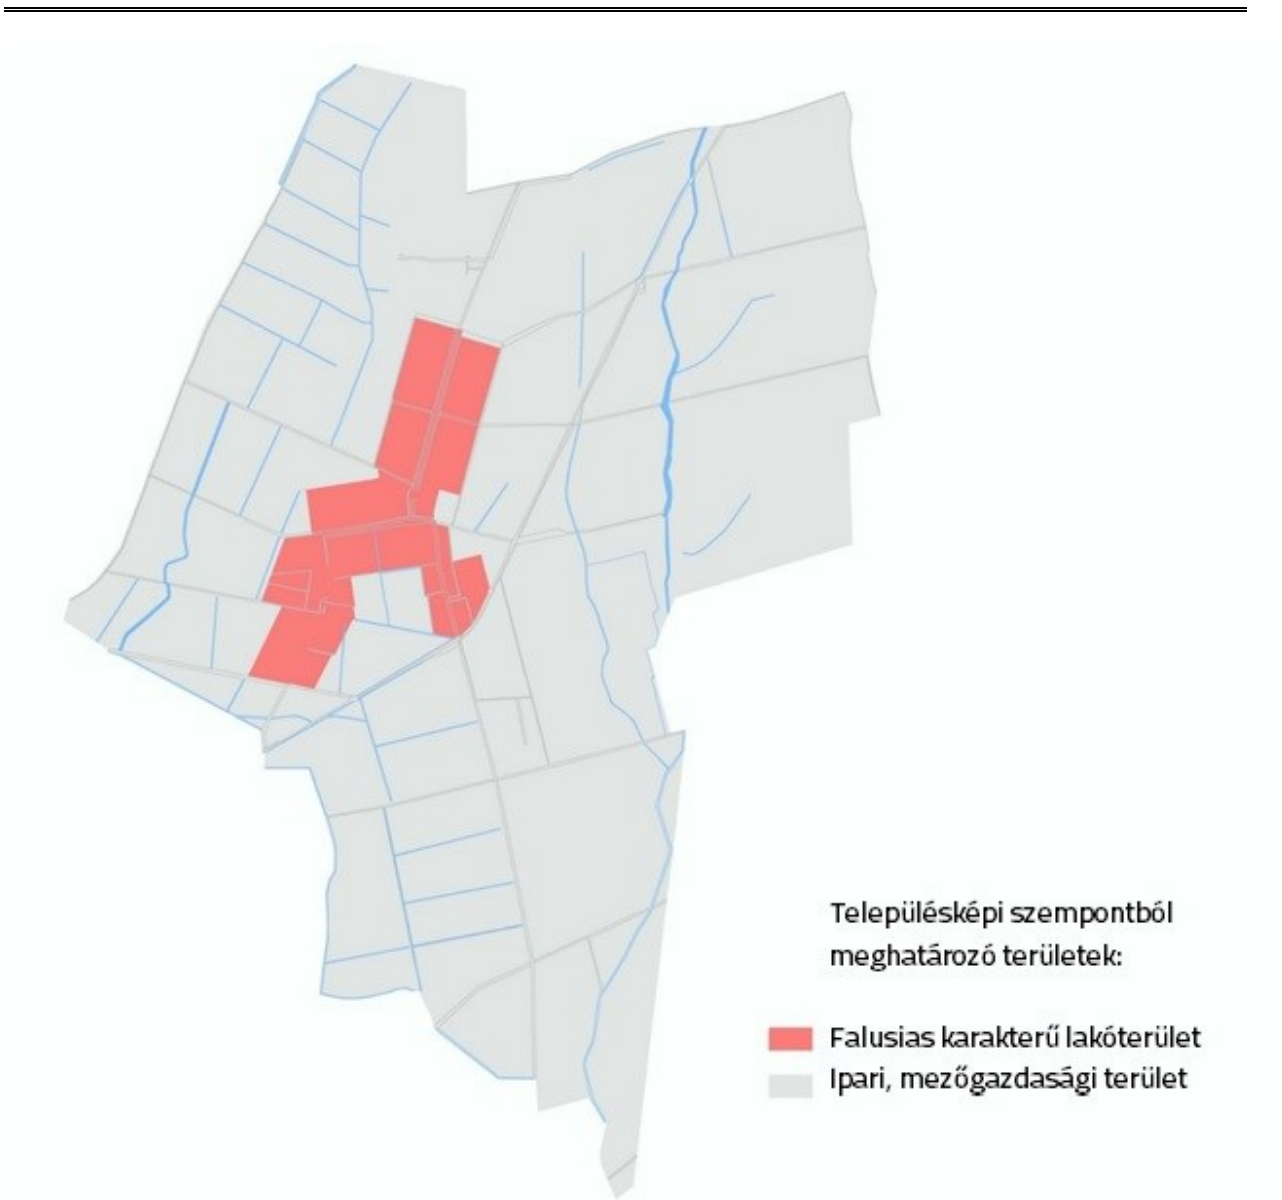 Településképi szempontból
meghatározó területek:
Falusias karakterű lakóterület
Ipari, mezőgazdasági terület